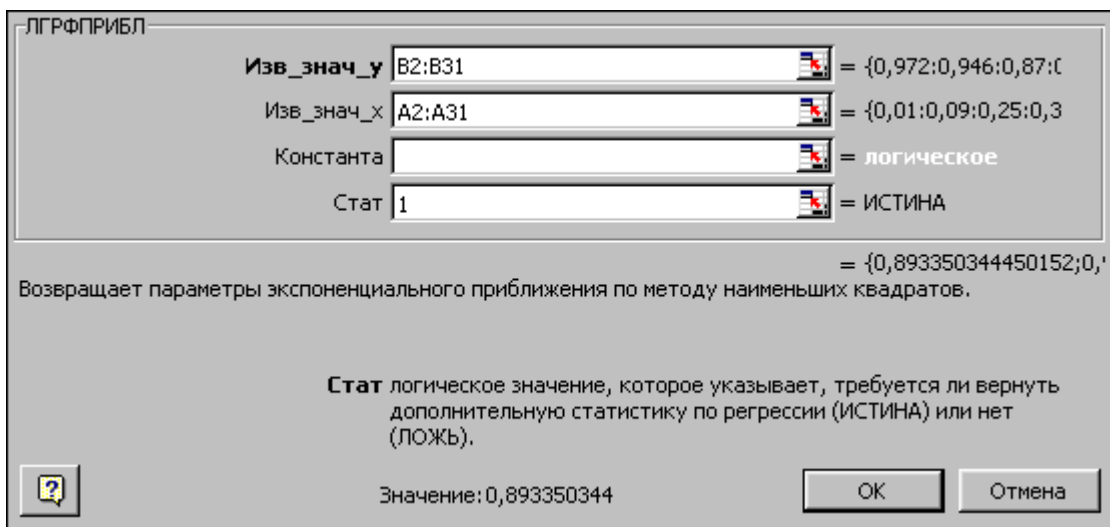 ЛГРФПРИБЛ
Изв_знач_y B2:B31 = {0,972:0,946:0,87:0
Изв_знач_x A2:A31 = {0,01:0,09:0,25:0,3
Константа = логическое
Стат 1 = ИСТИНА
= {0,893350344450152;0,
Возвращает параметры экспоненциального приближения по методу наименьших квадратов.
Стат логическое значение, которое указывает, требуется ли вернуть
дополнительную статистику по регрессии (ИСТИНА) или нет
(ЛОЖЬ).
? Значение:0,893350344 OK Отмена